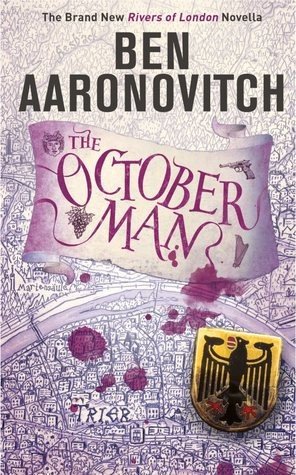 The Brand New Rivers of London Novella
BEN
AARONOVITCH
THE
OCTOBER
MAN
TRIER